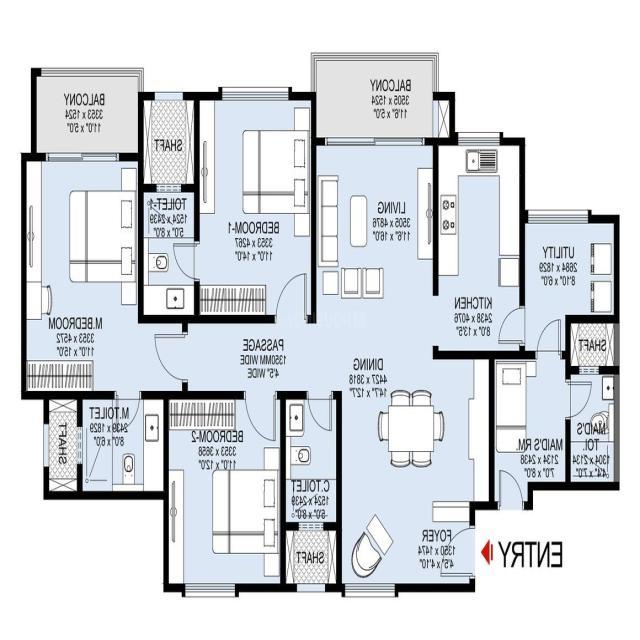 BALCONY
3353 x 1524
11'0" x 5'0"
SHAFT
BALCONY
3505 x 1524
11'6" x 5'0"
TOILET-1
1524 x 2439
5'0" x 8'0"
BEDROOM-1
3353 x 4267
11'0" x 14'0"
LIVING
3505 x 4876
11'6" x 16'0"
KITCHEN
2438 x 4076
8'0" x 13'5"
UTILITY
2684 x 1829
8'10" x 6'0"
SHAFT
M.BEDROOM
3353 x 4572
11'0" x 15'0"
PASSAGE
1350MM WIDE
4'5" WIDE
DINING
4427 x 3818
14'7" x 12'7"
SHAFT
M.TOILET
2439 x 1829
8'0" x 6'0"
BEDROOM-2
3353 x 3658
11'0" x 12'0"
C.TOILET
1524 x 2439
5'0" x 8'0"
MAID'S RM.
2134 x 2438
7'0" x 8'0"
MAID'S
TOI.
1304 x 2134
4'4" x 7'0"
SHAFT
FOYER
1350 x 1474
4'5" x 4'10"
ENTRY